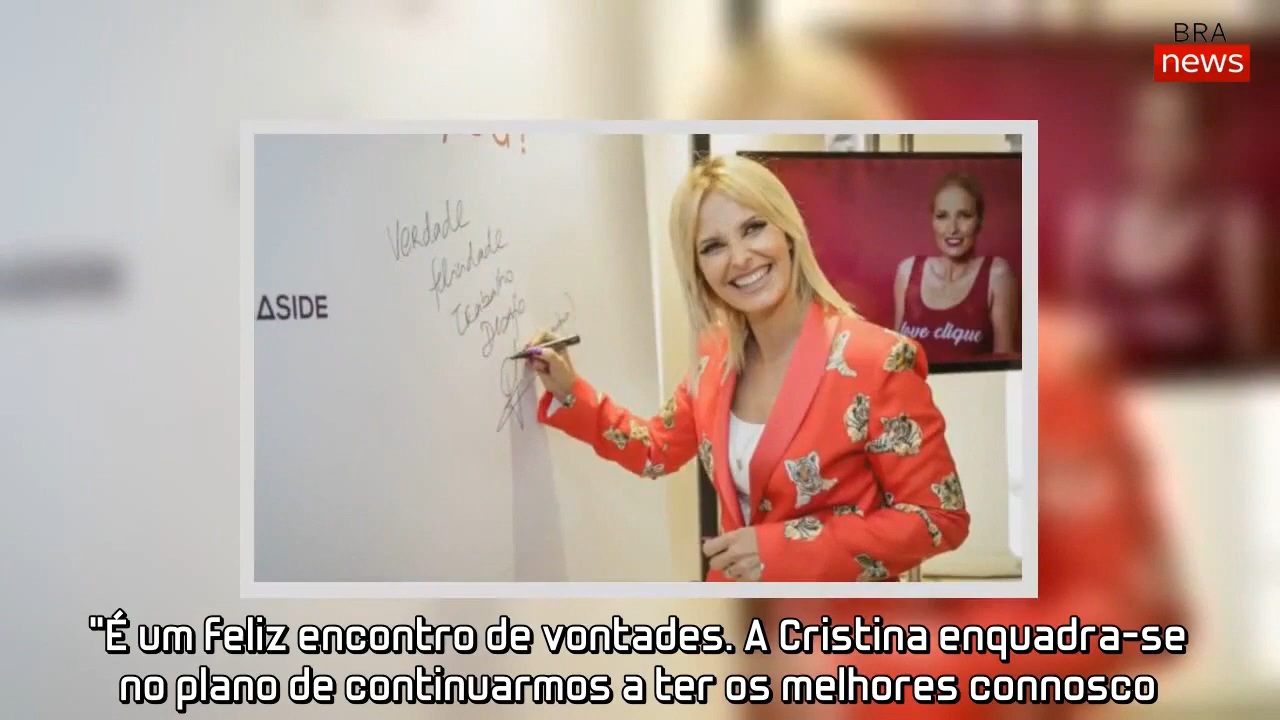 BRA
news
Verdade
felicidade
trabalho
Desafio
ASIDE
love clique
"É um feliz encontro de vontades. A Cristina enquadra-se
no plano de continuarmos a ter os melhores connosco